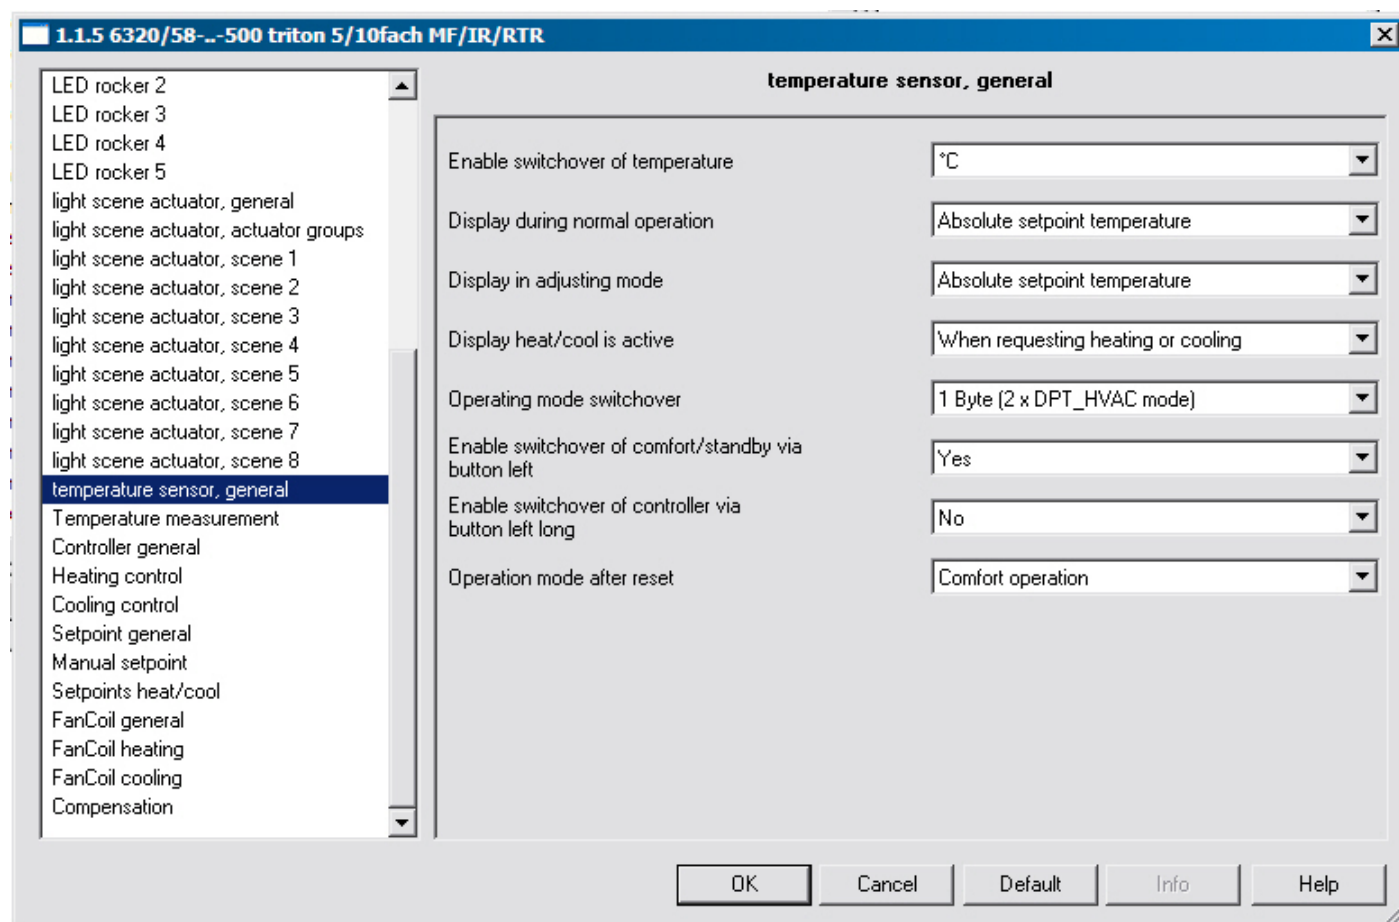 1.1.5 6320/58-..-500 triton 5/10fach MF/IR/RTR
LED rocker 2
LED rocker 3
LED rocker 4
LED rocker 5
light scene actuator, general
light scene actuator, actuator groups
light scene actuator, scene 1
light scene actuator, scene 2
light scene actuator, scene 3
light scene actuator, scene 4
light scene actuator, scene 5
light scene actuator, scene 6
light scene actuator, scene 7
light scene actuator, scene 8
temperature sensor, general
Temperature measurement
Controller general
Heating control
Cooling control
Setpoint general
Manual setpoint
Setpoints heat/cool
FanCoil general
FanCoil heating
FanCoil cooling
Compensation
temperature sensor, general
Enable switchover of temperature
°C
Display during normal operation
Absolute setpoint temperature
Display in adjusting mode
Absolute setpoint temperature
Display heat/cool is active
When requesting heating or cooling
Operating mode switchover
1 Byte (2 x DPT_HVAC mode)
Enable switchover of comfort/standby via
button left
Yes
Enable switchover of controller via
button left long
No
Operation mode after reset
Comfort operation
OK
Cancel
Default
Info
Help